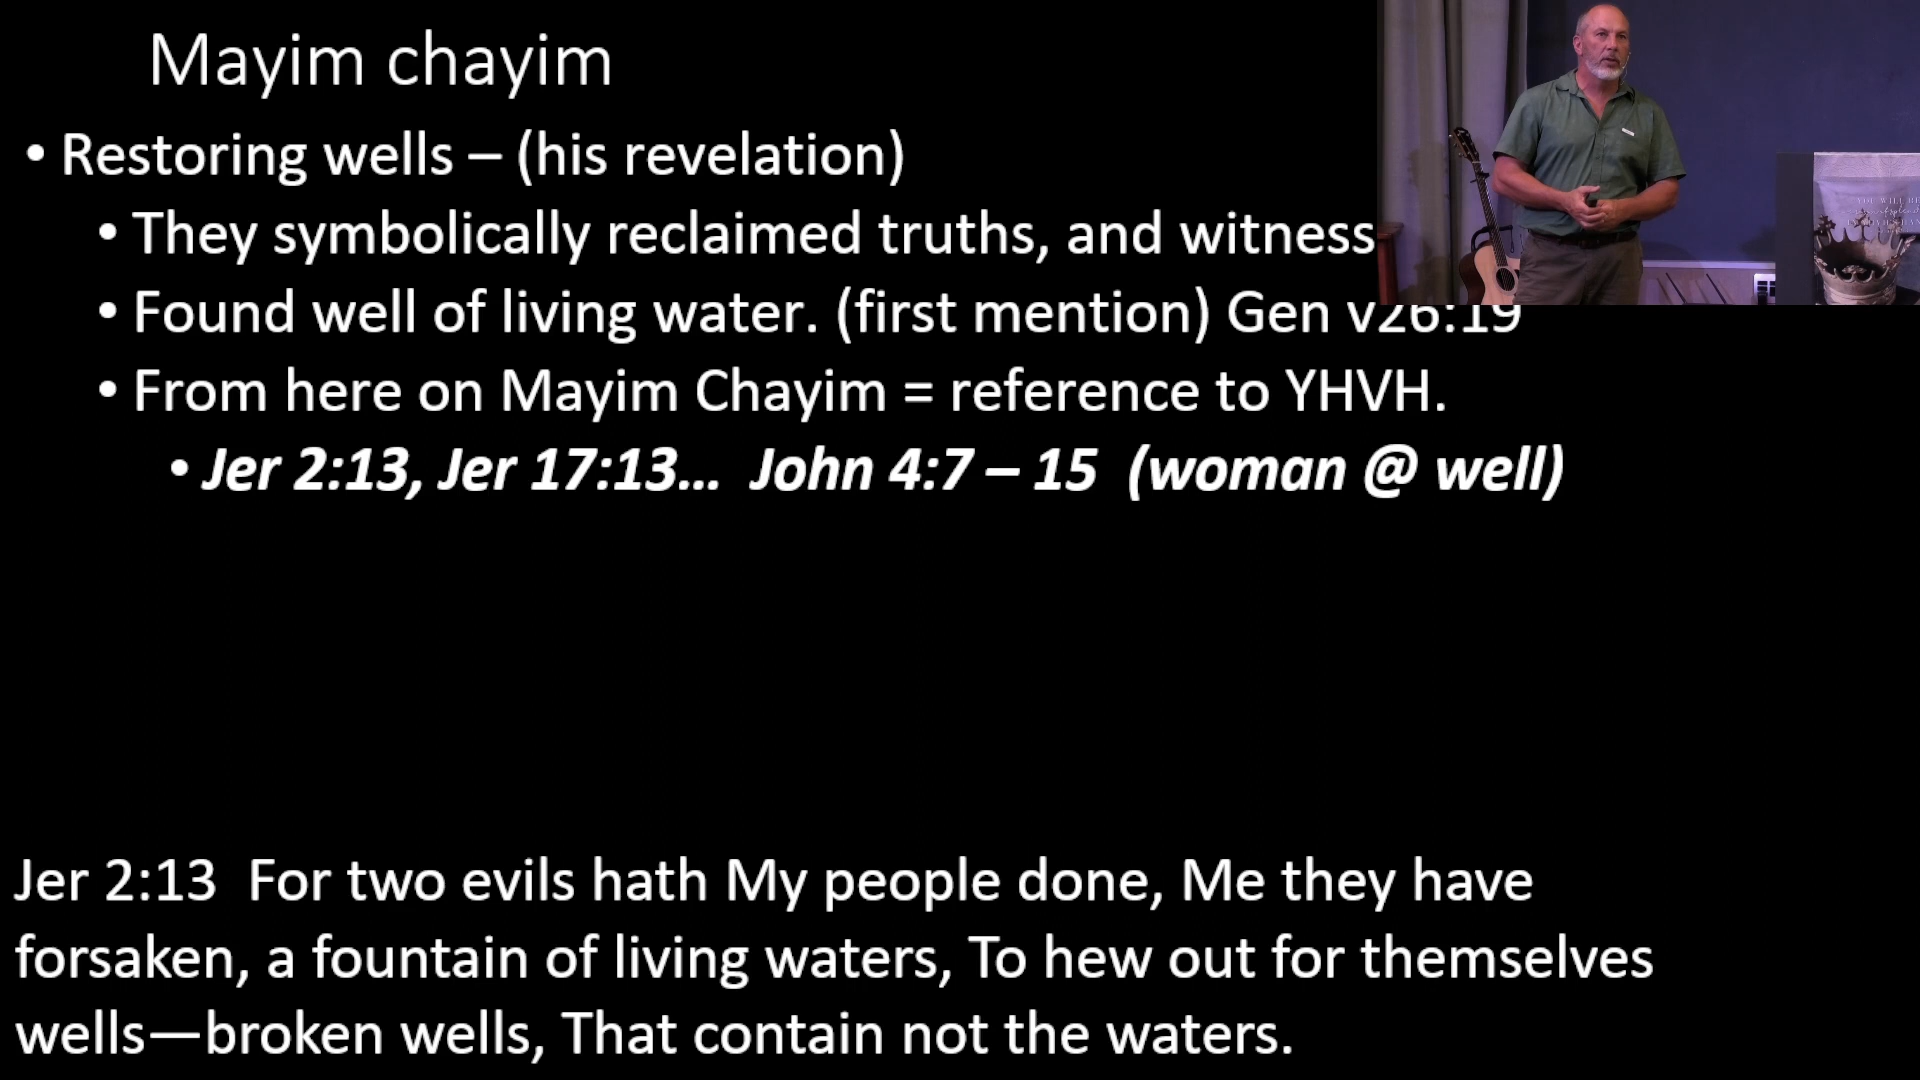 Mayim chayim
• Restoring wells – (his revelation)
• They symbolically reclaimed truths, and witness
• Found well of living water. (first mention) Gen v26:19
• From here on Mayim Chayim = reference to YHVH.
• Jer 2:13, Jer 17:13… John 4:7 – 15 (woman @ well)
YOU WILL BE
Jer 2:13 For two evils hath My people done, Me they have
forsaken, a fountain of living waters, To hew out for themselves
wells—broken wells, That contain not the waters.